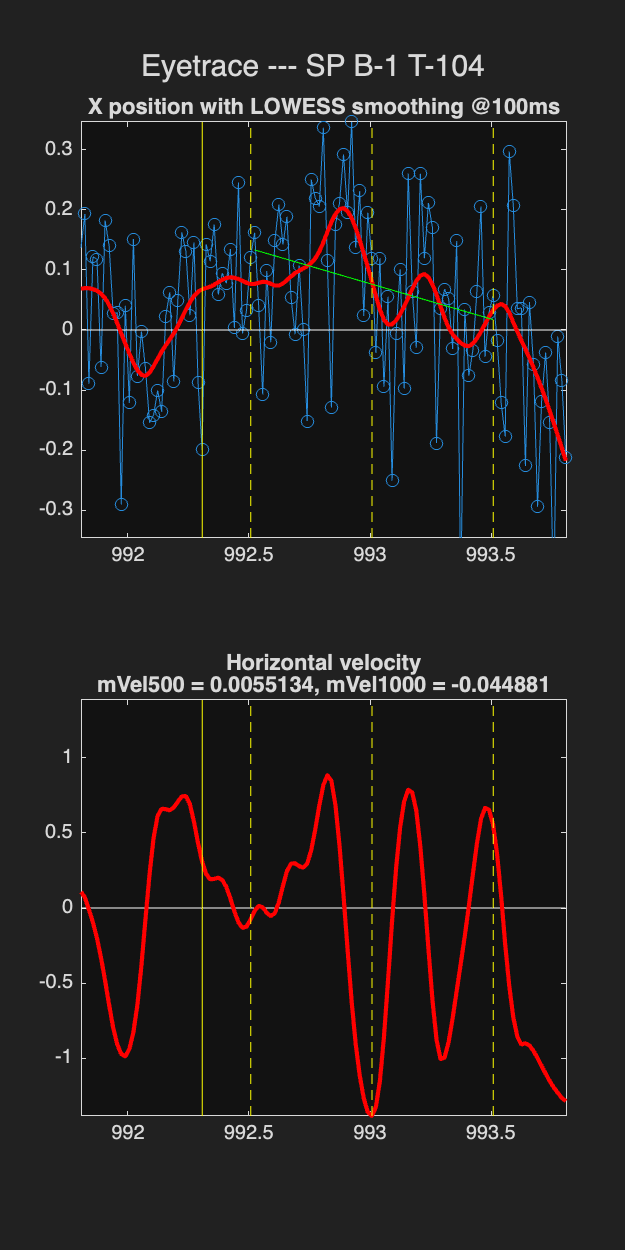 Eyetrace --- SP B-1 T-104
X position with LOWESS smoothing @100ms
0.3
0.2
0.1
0
-0.1
-0.2
-0.3
992 992.5 993 993.5
Horizontal velocity
mVel500 = 0.0055134, mVel1000 = -0.044881
1
0.5
0
-0.5
-1
992 992.5 993 993.5